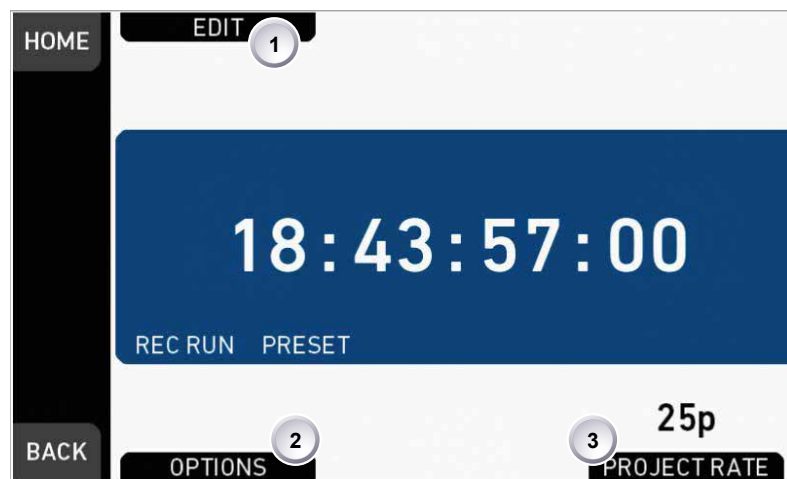 HOME
EDIT
1
18:43:57:00
REC RUN PRESET
25p
2
3
BACK
OPTIONS
PROJECT RATE